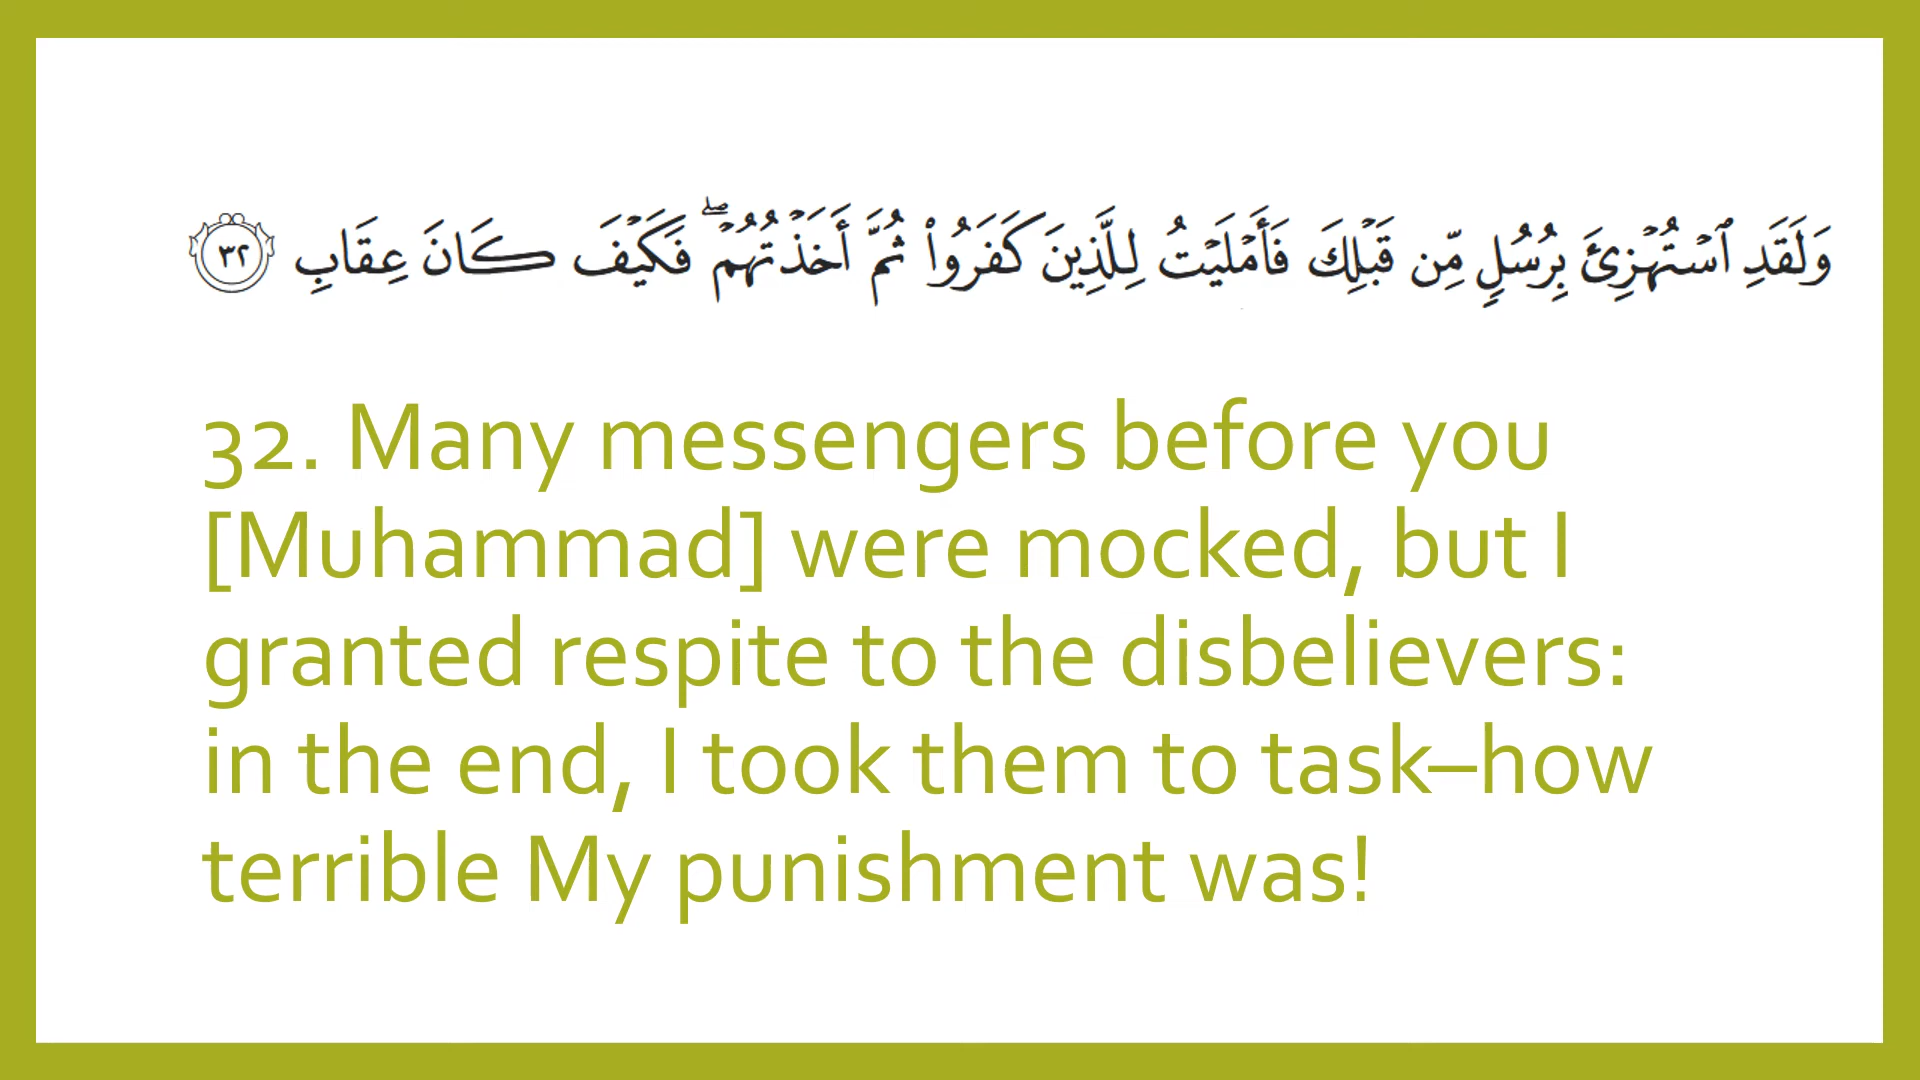 وَلَقَدِ ٱسۡتُهۡزِئَ بِرُسُلٖ مِّن قَبۡلِكَ فَأَمۡلَيۡتُ لِلَّذِينَ كَفَرُواْ ثُمَّ أَخَذۡتُهُمۡۖ فَكَيۡفَ كَانَ عِقَابِ ٣٢
32. Many messengers before you
[Muhammad] were mocked, but I
granted respite to the disbelievers:
in the end, I took them to task—how
terrible My punishment was!